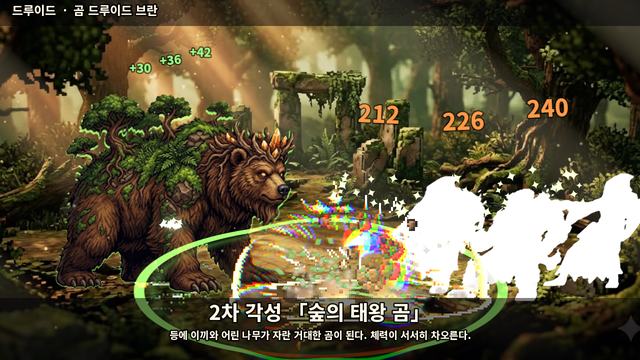 드루이드 · 곰 드루이드 브란
+30 +36 +42
212 226 240
2차 각성 「숲의 태왕 곰」
등에 이끼와 어린 나무가 자란 거대한 곰이 된다. 체력이 서서히 차오른다.